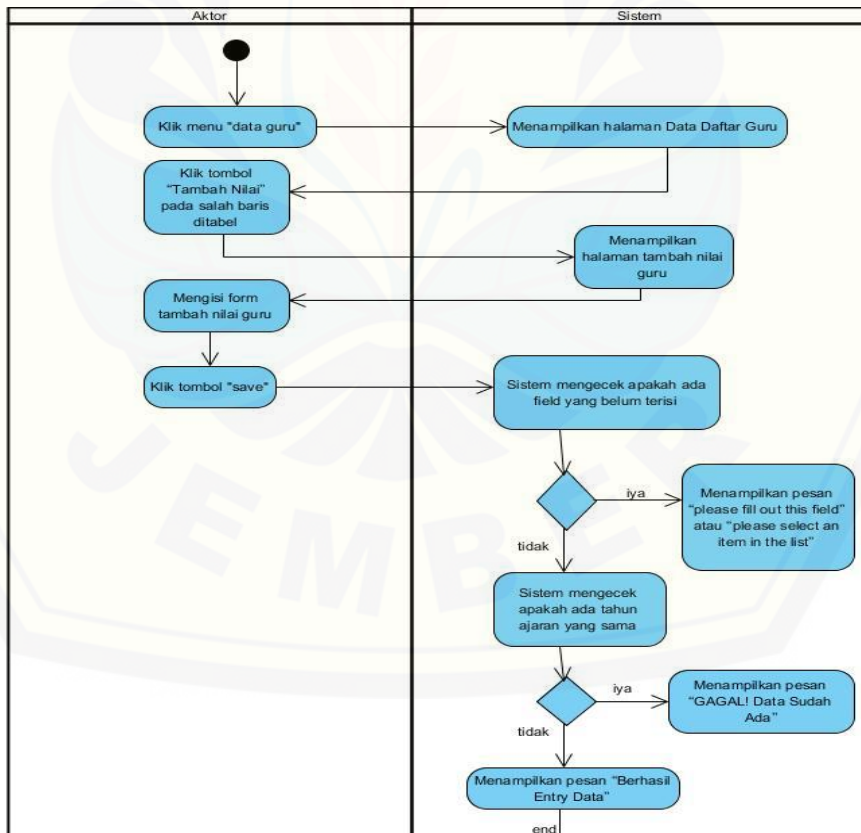 Aktor
Sistem
Klik menu "data guru"
Menampilkan halaman Data Daftar Guru
Klik tombol
“Tambah Nilai”
pada salah baris
ditabel
Menampilkan
halaman tambah nilai
guru
Mengisi form
tambah nilai guru
Klik tombol "save"
Sistem mengecek apakah ada
field yang belum terisi
iya
Menampilkan pesan
“please fill out this field”
atau “please select an
item in the list”
tidak
Sistem mengecek
apakah ada tahun
ajaran yang sama
iya
Menampilkan pesan
“GAGAL! Data Sudah
Ada”
tidak
Menampilkan pesan “Berhasil
Entry Data”
end
JEMBER